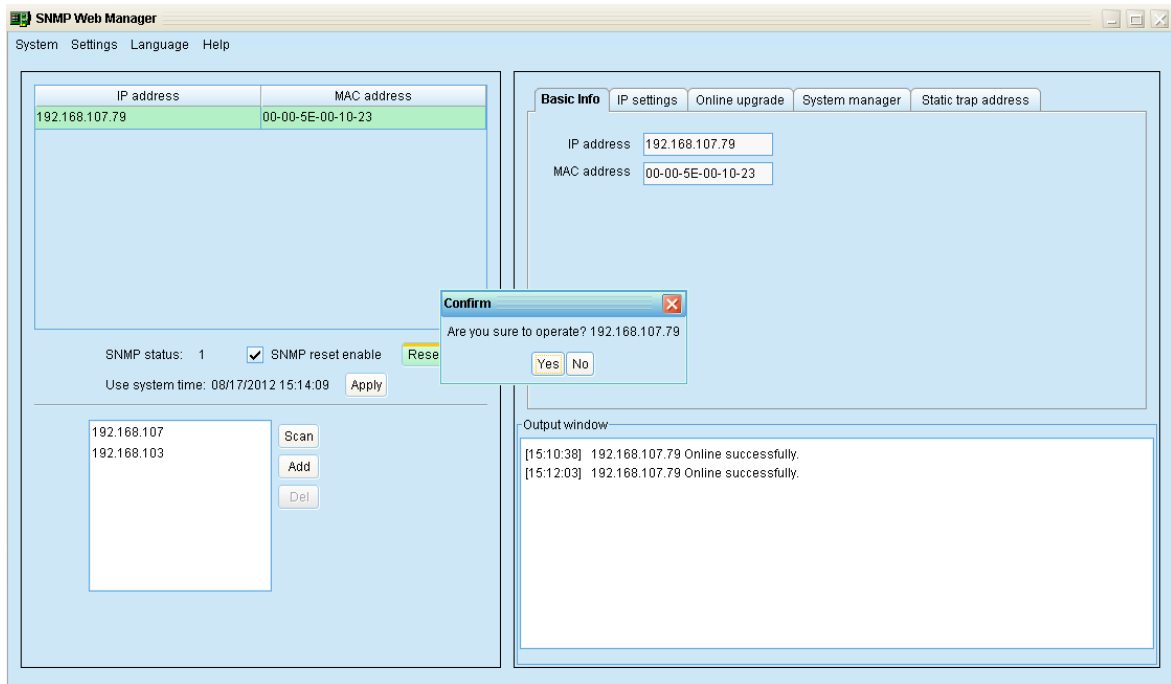 SNMP Web Manager
System Settings Language Help
IP address MAC address
192.168.107.79 00-00-5E-00-10-23
SNMP status: 1 SNMP reset enable
Use system time: 08/17/2012 15:14:09 Apply
192.168.107
192.168.103
Scan
Add
Del
Basic Info IP settings Online upgrade System manager Static trap address
IP address 192.168.107.79
MAC address 00-00-5E-00-10-23
Confirm
Are you sure to operate? 192.168.107.79
Yes No
Output window
[15:10:38] 192.168.107.79 Online successfully.
[15:12:03] 192.168.107.79 Online successfully.